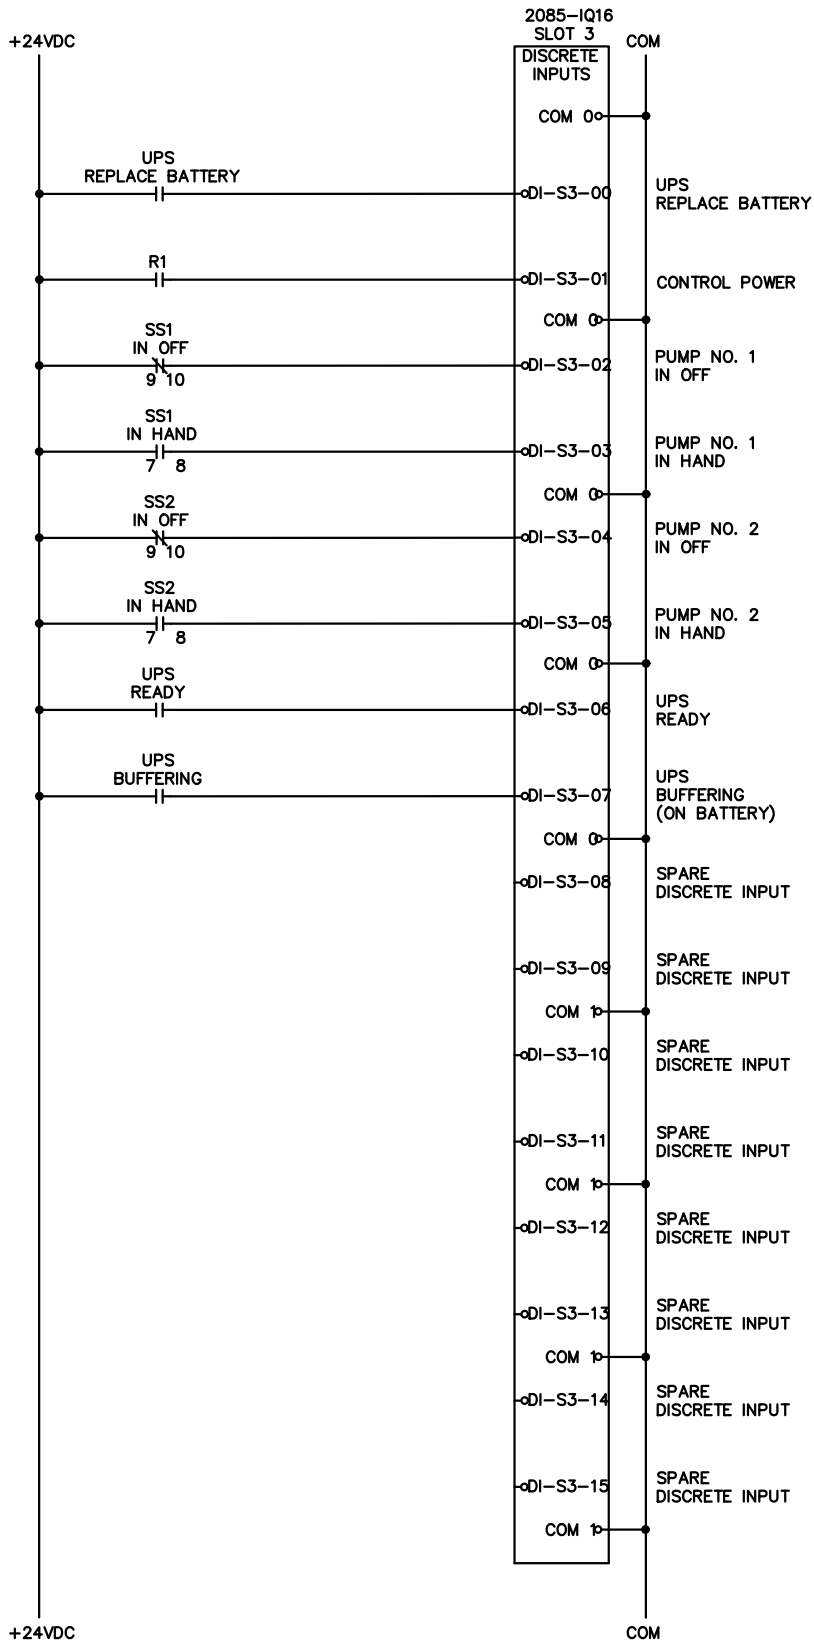 2085-IQ16
SLOT 3
+24VDC
COM
DISCRETE
INPUTS
COM 0
UPS
REPLACE BATTERY
DI-S3-00
UPS
REPLACE BATTERY
R1
DI-S3-01
CONTROL POWER
COM 0
SS1
IN OFF
9 10
DI-S3-02
PUMP NO. 1
IN OFF
SS1
IN HAND
7 8
DI-S3-03
PUMP NO. 1
IN HAND
COM 0
SS2
IN OFF
9 10
DI-S3-04
PUMP NO. 2
IN OFF
SS2
IN HAND
7 8
DI-S3-05
PUMP NO. 2
IN HAND
COM 0
UPS
READY
DI-S3-06
UPS
READY
UPS
BUFFERING
DI-S3-07
UPS
BUFFERING
(ON BATTERY)
COM 0
DI-S3-08
SPARE
DISCRETE INPUT
DI-S3-09
SPARE
DISCRETE INPUT
COM 1
DI-S3-10
SPARE
DISCRETE INPUT
DI-S3-11
SPARE
DISCRETE INPUT
COM 1
DI-S3-12
SPARE
DISCRETE INPUT
DI-S3-13
SPARE
DISCRETE INPUT
COM 1
DI-S3-14
SPARE
DISCRETE INPUT
DI-S3-15
SPARE
DISCRETE INPUT
COM 1
+24VDC
COM